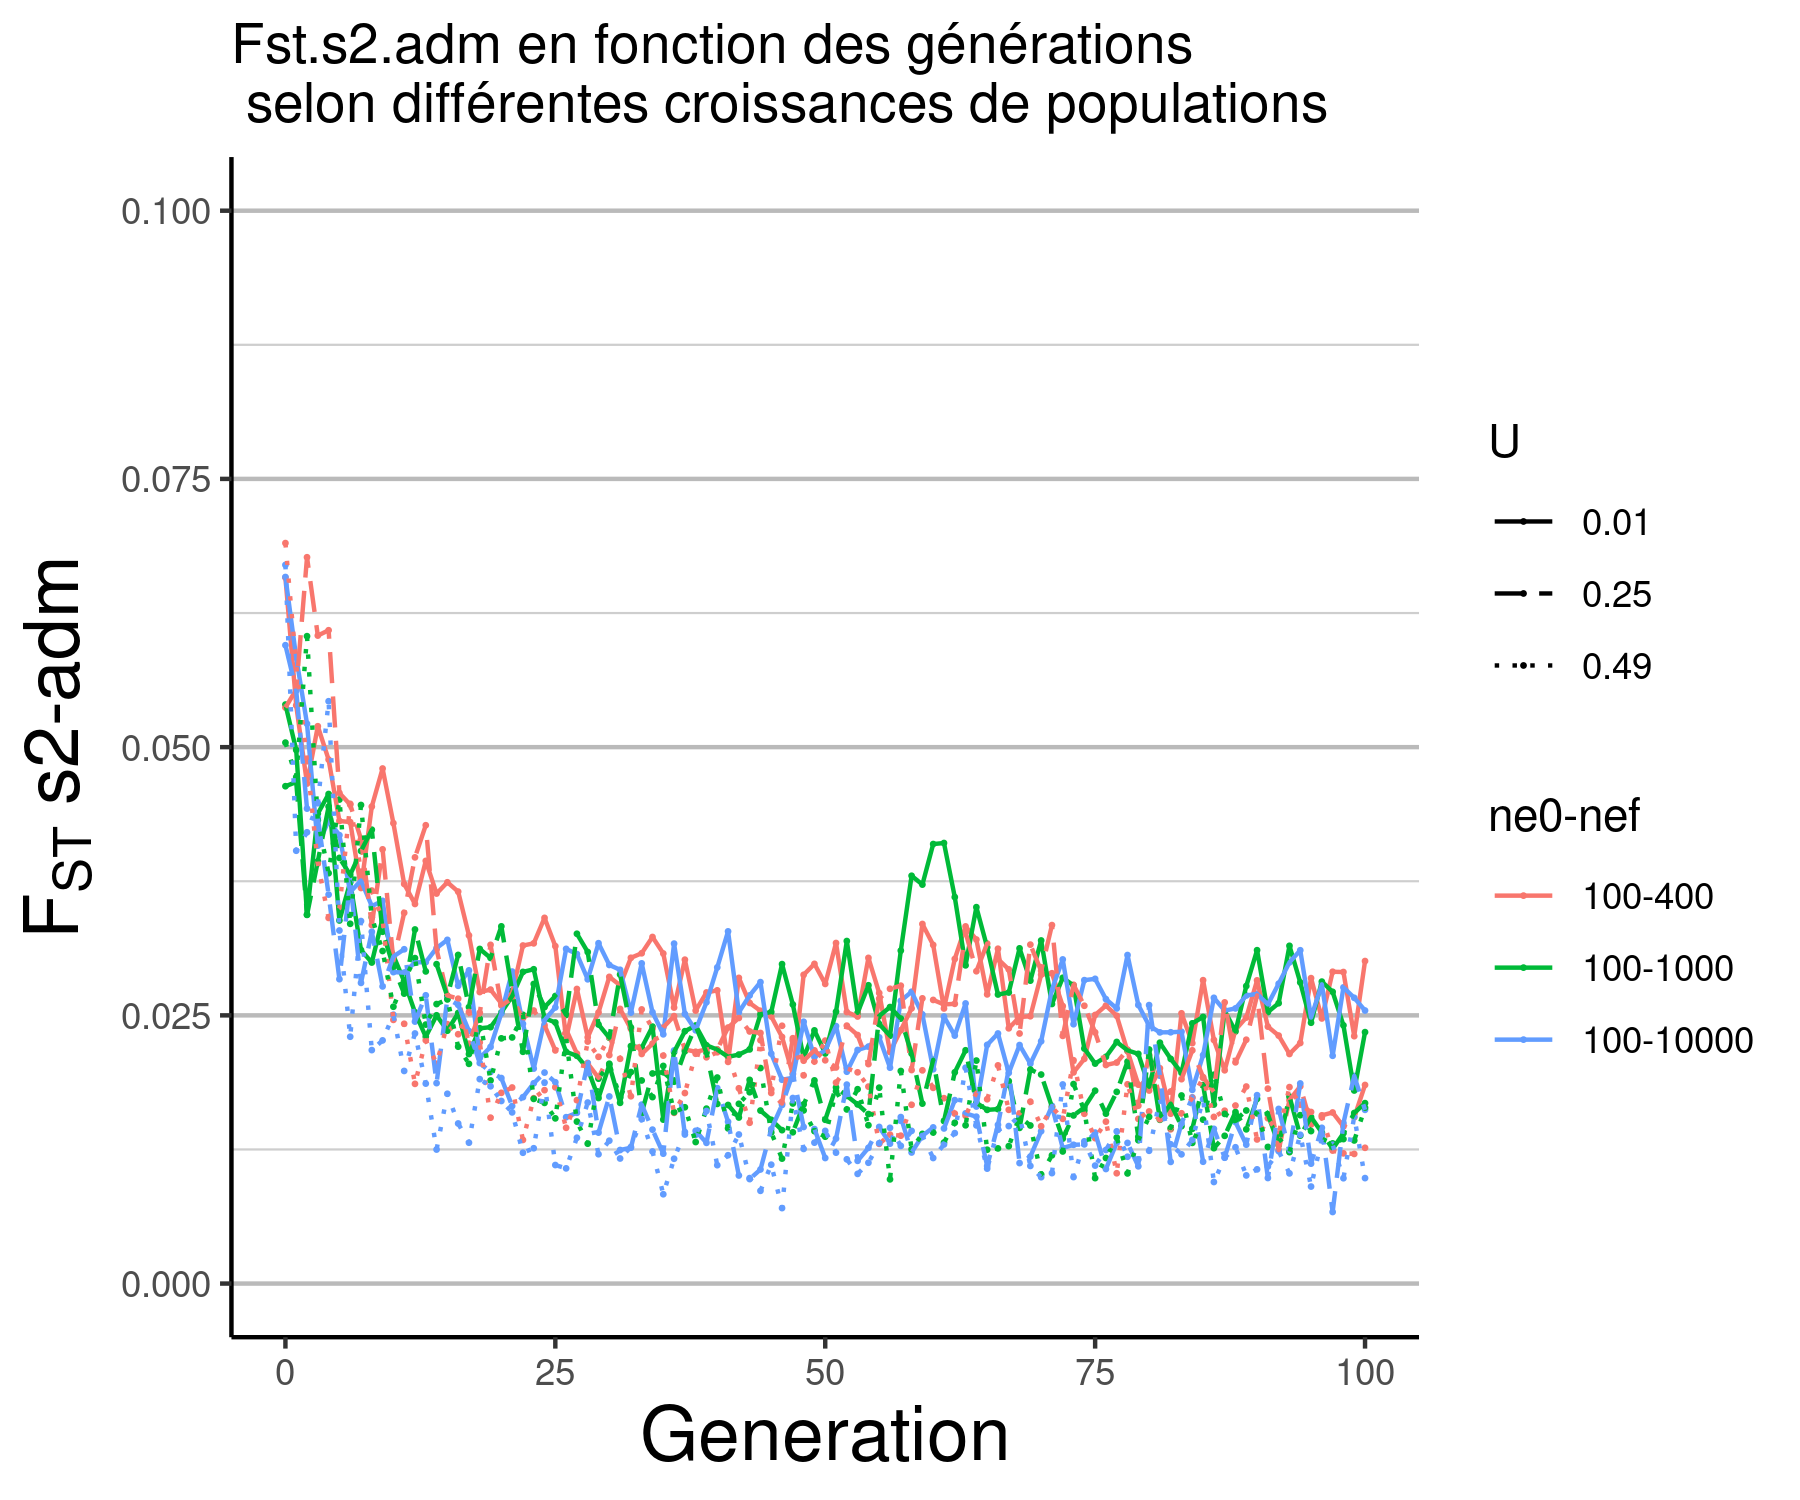 Fst.s2.adm en fonction des générations
selon différentes croissances de populations
FST s2-adm
0.100
0.075
0.050
0.025
0.000
0 25 50 75 100
Generation
U
0.01
0.25
0.49
ne0-nef
100-400
100-1000
100-10000